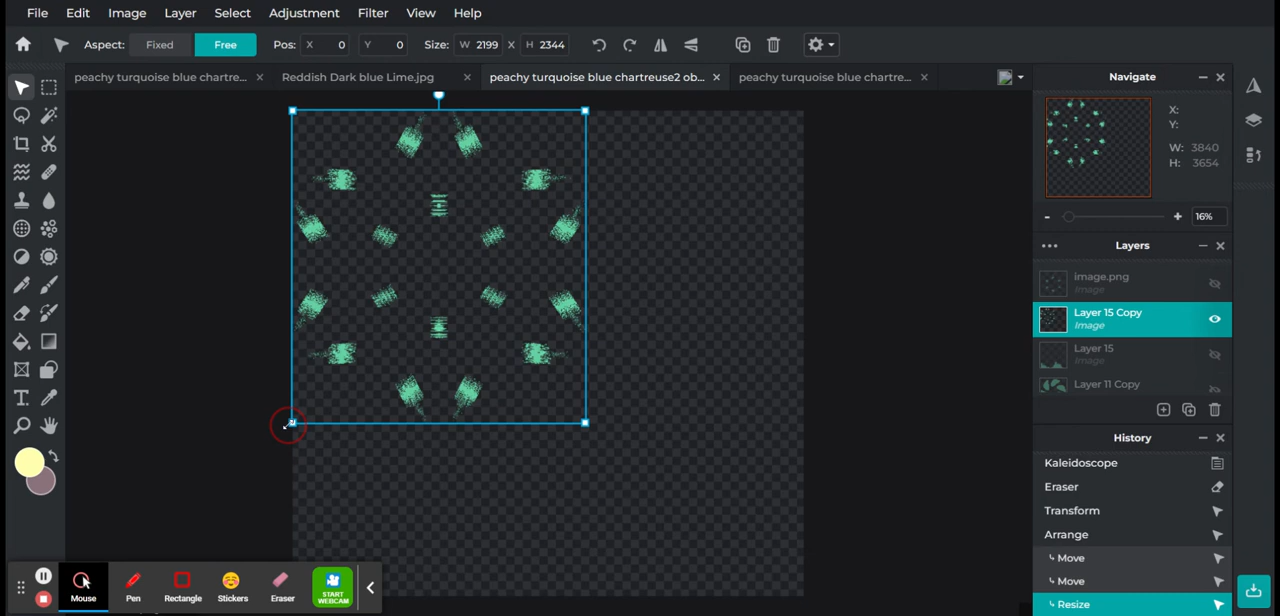 File Edit Image Layer Select Adjustment Filter View Help
Aspect: Fixed Free Pos: X 0 Y 0 Size: W 2199 X H 2344
peachy turquoise blue chartre... Reddish Dark blue Lime.jpg peachy turquoise blue chartreuse2 ob... peachy turquoise blue chartre...
Navigate
X:
Y:
W: 3840
H: 3654
- + 16%
Layers
image.png
Image
Layer 15 Copy
Image
Layer 15
Image
Layer 11 Copy
History
Kaleidoscope
Eraser
Transform
Arrange
Move
Move
Resize
Mouse Pen Rectangle Stickers Eraser START WEBCAM